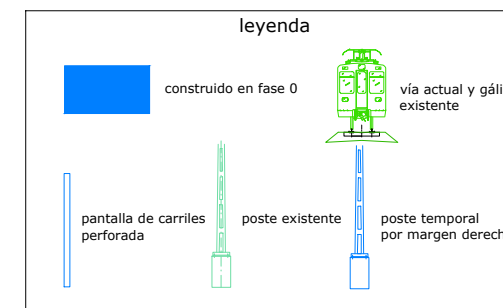 leyenda
construido en fase 0
vía actual y gáli
existente
pantalla de carriles
perforada
poste existente
poste temporal
por margen derech